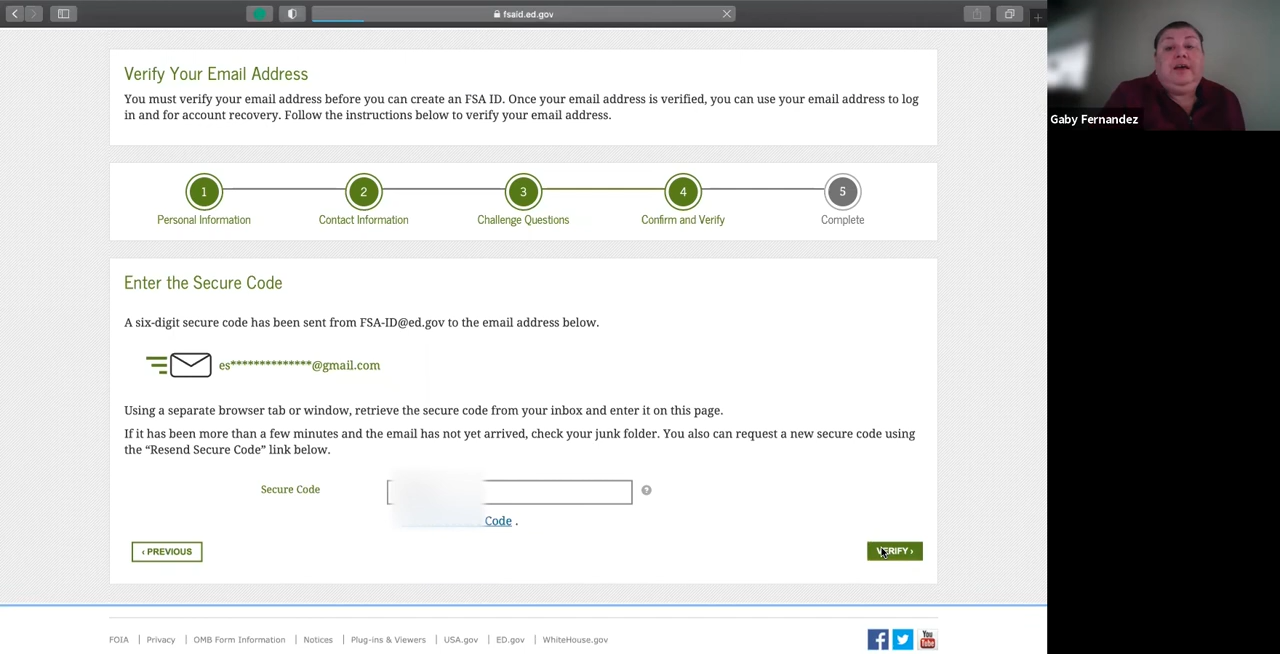 fsaid.ed.gov
Gaby Fernandez
Verify Your Email Address
You must verify your email address before you can create an FSA ID. Once your email address is verified, you can use your email address to log
in and for account recovery. Follow the instructions below to verify your email address.
1 2 3 4 5
Personal Information Contact Information Challenge Questions Confirm and Verify Complete
Enter the Secure Code
A six-digit secure code has been sent from FSA-ID@ed.gov to the email address below.
es**************@gmail.com
Using a separate browser tab or window, retrieve the secure code from your inbox and enter it on this page.
If it has been more than a few minutes and the email has not yet arrived, check your junk folder. You also can request a new secure code using
the “Resend Secure Code” link below.
Secure Code
?
Code .
‹ PREVIOUS
VERIFY ›
FOIA | Privacy | OMB Form Information | Notices | Plug-ins & Viewers | USA.gov | ED.gov | WhiteHouse.gov
You Tube